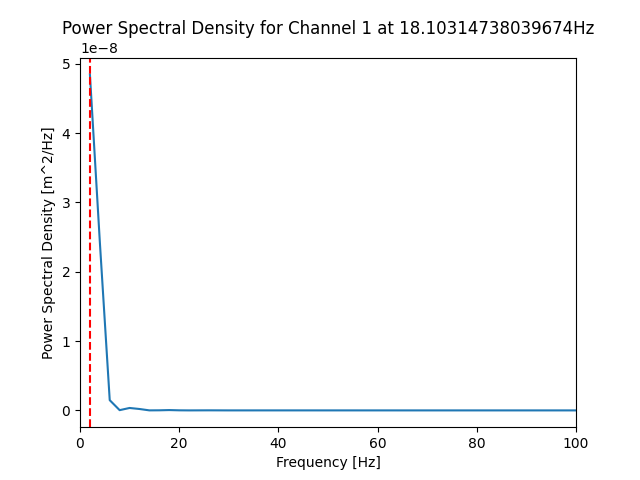 Power Spectral Density for Channel 1 at 18.10314738039674Hz
1e−8
5
4
3
2
1
0
Power Spectral Density [m^2/Hz]
0 20 40 60 80 100
Frequency [Hz]